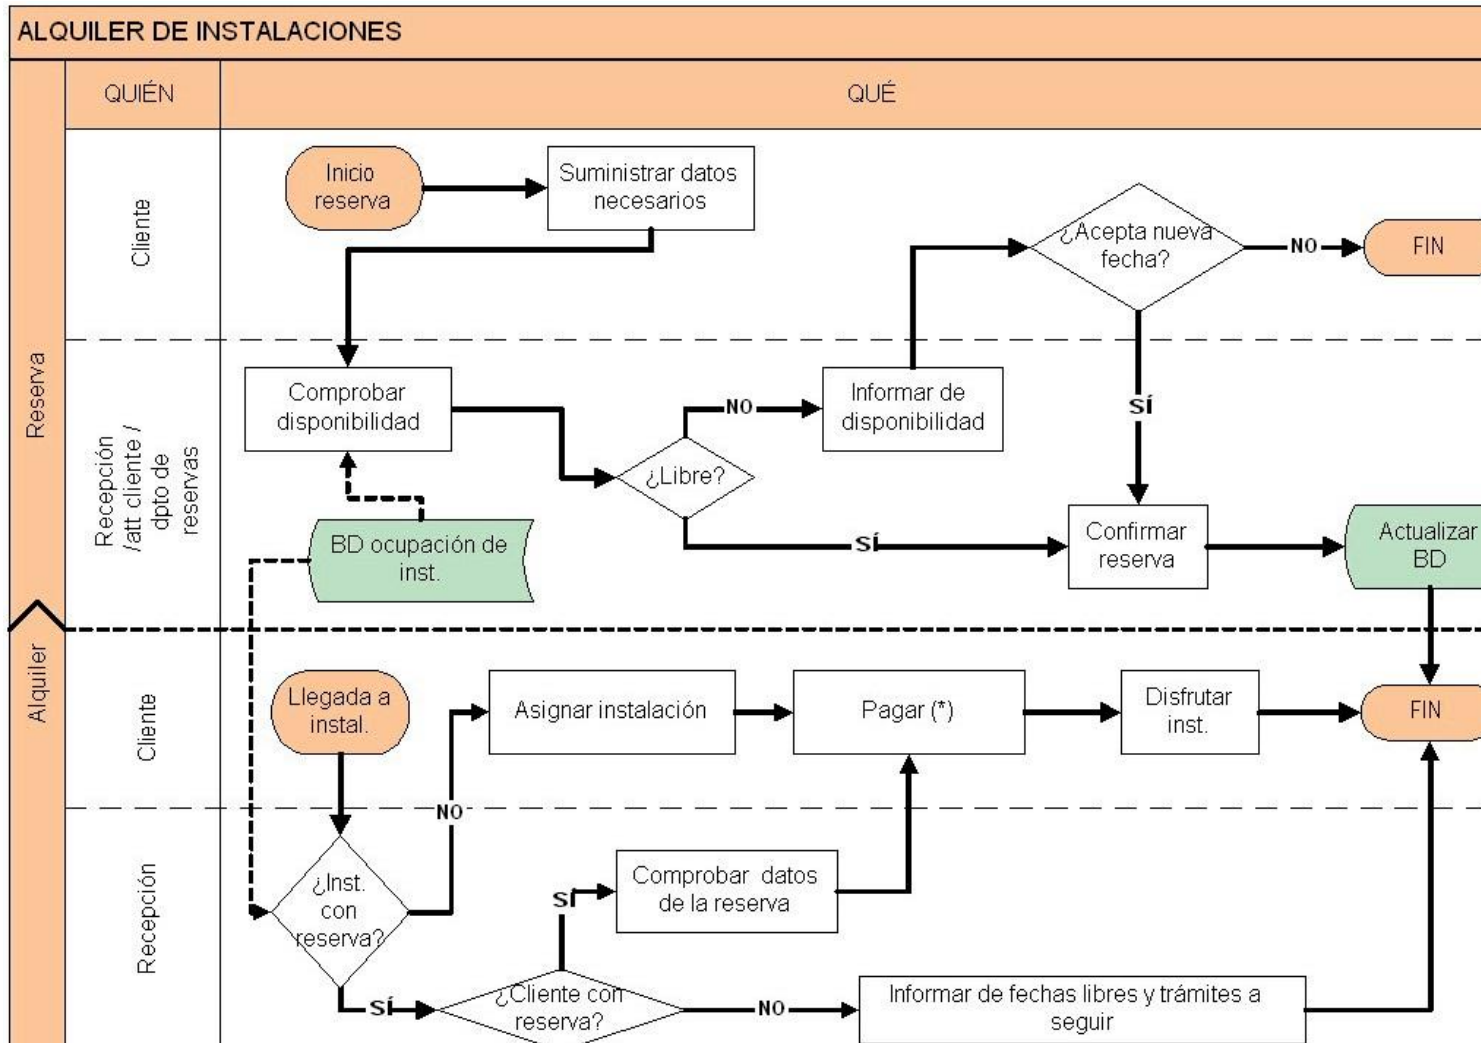 ALQUILER DE INSTALACIONES
QUIÉN
QUÉ
Reserva
Cliente
Inicio
reserva
Suministrar datos
necesarios
¿Acepta nueva
fecha?
NO
FIN
SÍ
Recepción
/att cliente /
dpto de
reservas
Comprobar
disponibilidad
¿Libre?
NO
Informar de
disponibilidad
SÍ
Confirmar
reserva
Actualizar
BD
BD ocupación de
inst.
Alquiler
Cliente
Llegada a
instal.
Asignar instalación
Pagar (*)
Disfrutar
inst.
FIN
NO
Recepción
¿Inst.
con
reserva?
SÍ
Comprobar datos
de la reserva
SÍ
¿Cliente con
reserva?
NO
Informar de fechas libres y trámites a
seguir